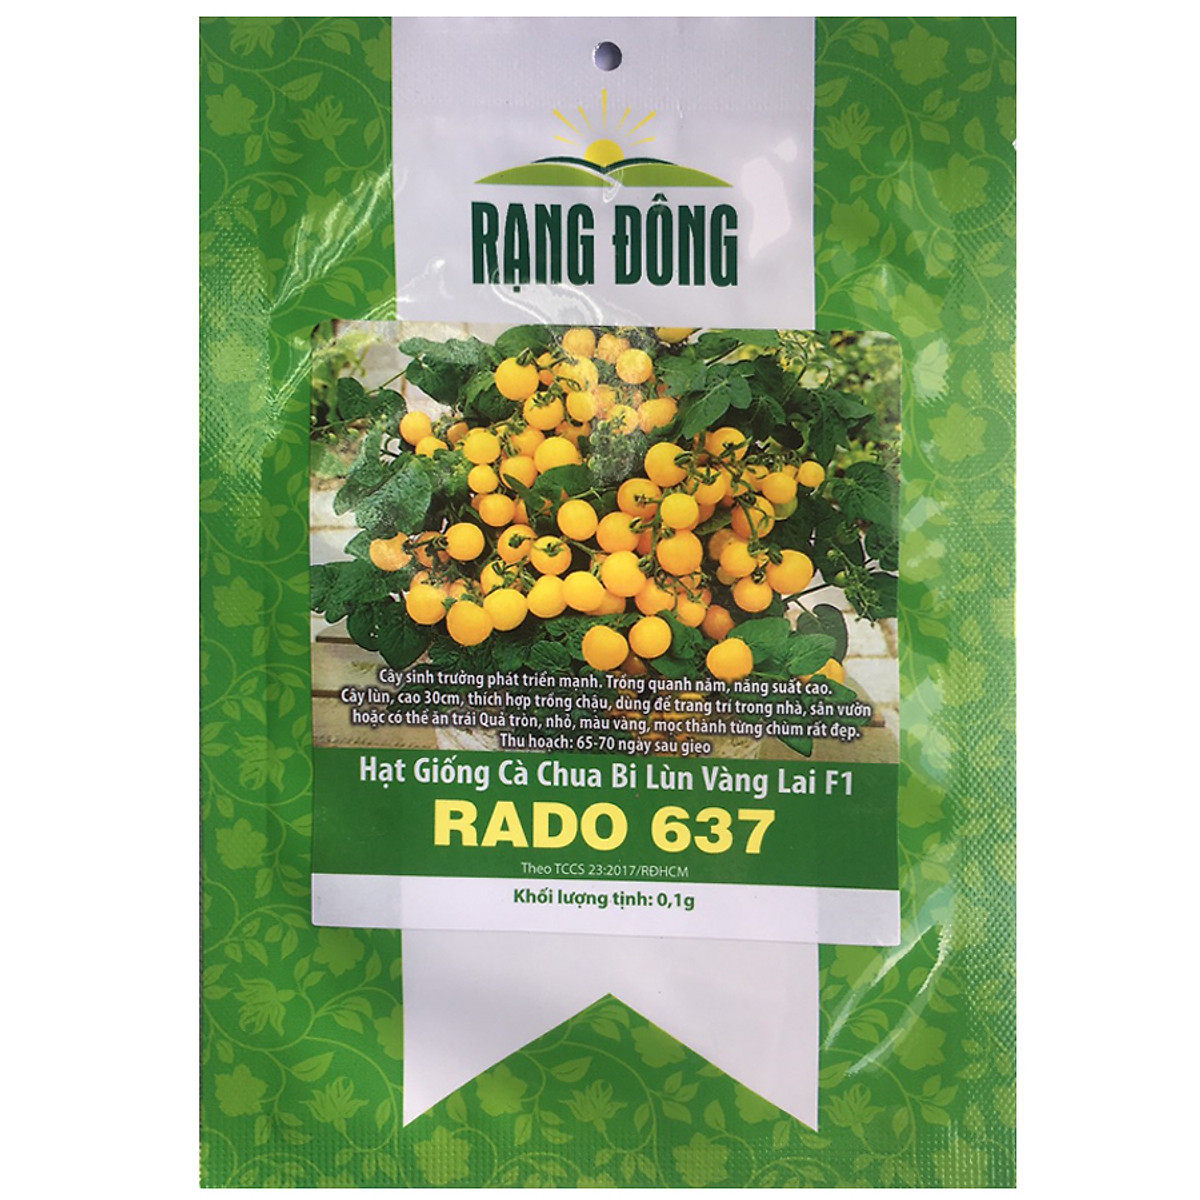 RẠNG ĐÔNG
Cây sinh trưởng phát triển mạnh. Trồng quanh năm, năng suất cao.
Cây lùn, cao 30cm, thích hợp trồng chậu, dùng để trang trí trong nhà, sân vườn
hoặc có thể ăn trái Quả tròn, nhỏ, màu vàng, mọc thành từng chùm rất đẹp.
Thu hoạch: 65-70 ngày sau gieo
Hạt Giống Cà Chua Bi Lùn Vàng Lai F1
RADO 637
Theo TCCS 23:2017/RĐHCM
Khối lượng tịnh: 0,1g